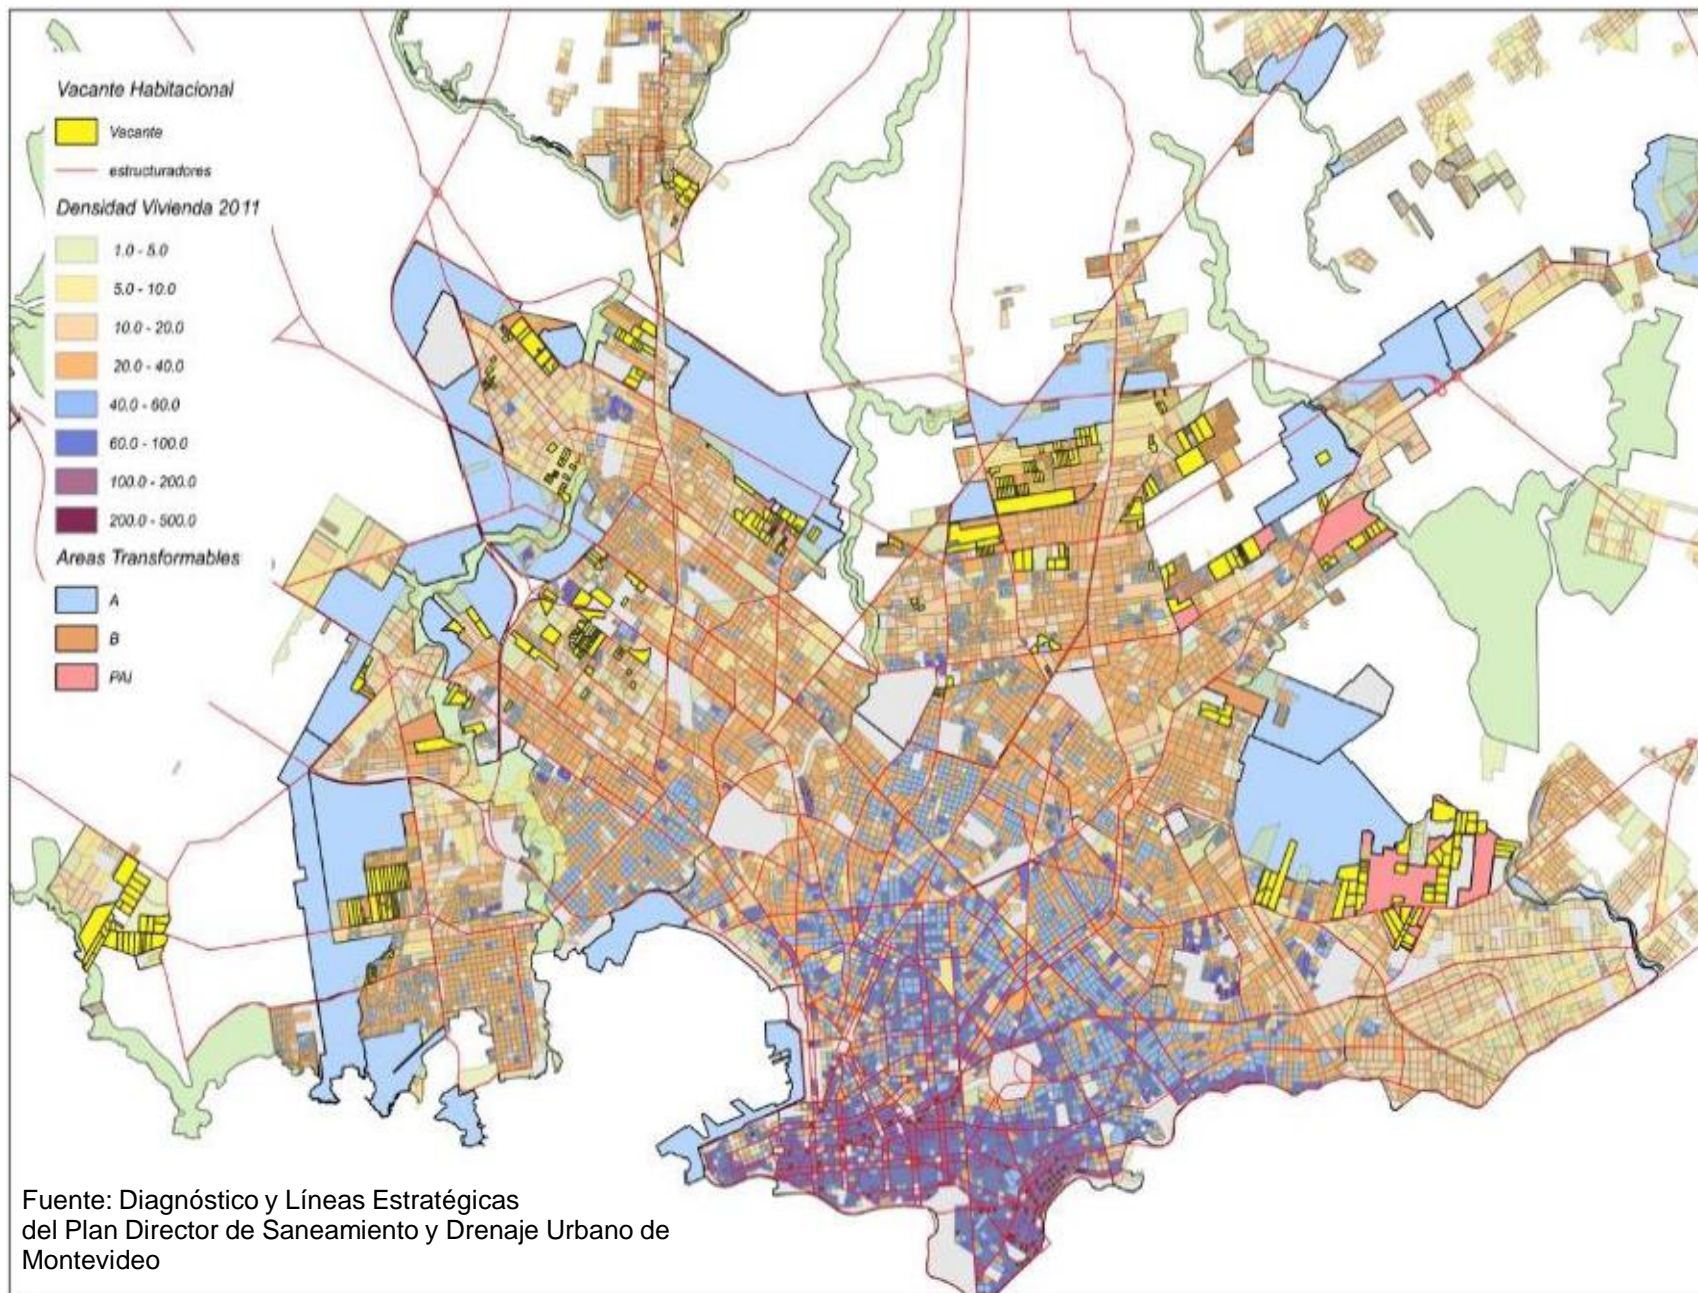 Vacante Habitacional
Vacante
estructuradores
Densidad Vivienda 2011
1.0 - 5.0
5.0 - 10.0
10.0 - 20.0
20.0 - 40.0
40.0 - 60.0
60.0 - 100.0
100.0 - 200.0
200.0 - 500.0
Areas Transformables
A
B
PAI
Fuente: Diagnóstico y Líneas Estratégicas
del Plan Director de Saneamiento y Drenaje Urbano de
Montevideo